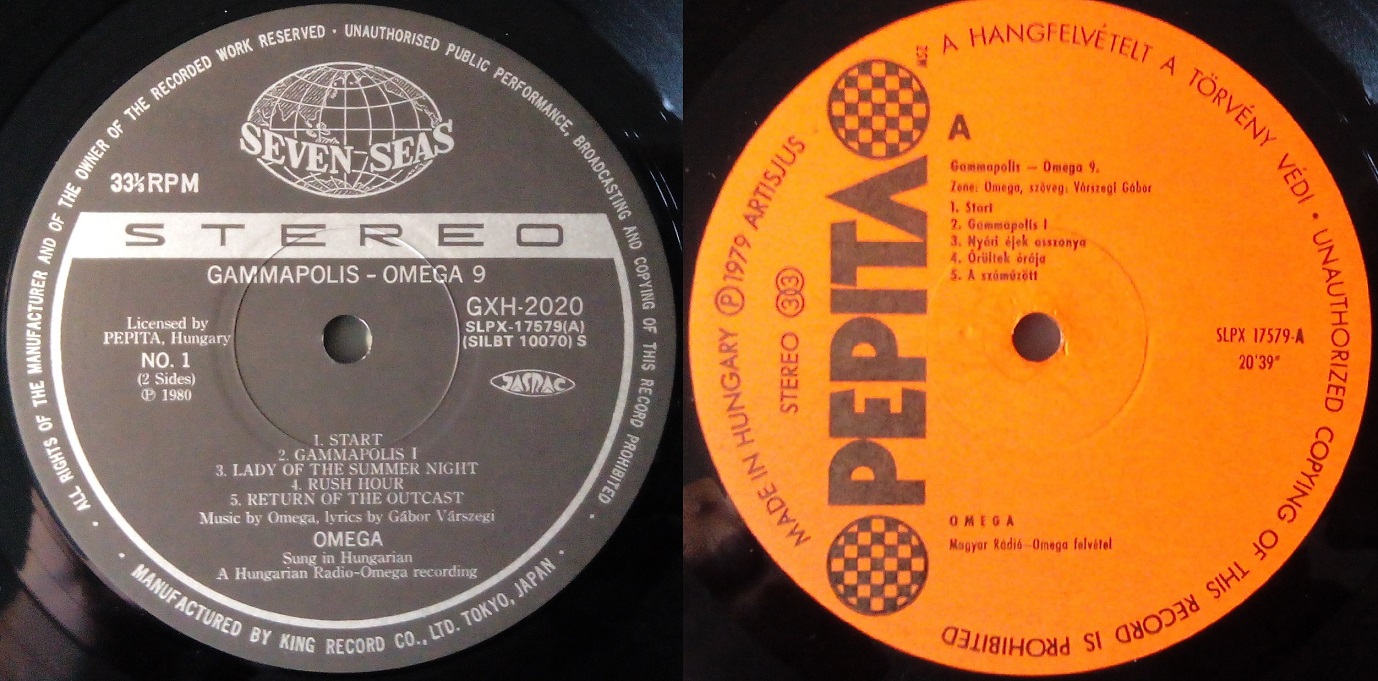 ALL RIGHTS OF THE MANUFACTURER AND OF THE OWNER OF THE RECORDED WORK RESERVED · UNAUTHORISED PUBLIC PERFORMANCE, BROADCASTING AND COPYING OF THIS RECORD PROHIBITED ·
SEVEN SEAS
33⅓RPM
STEREO
GAMMAPOLIS - OMEGA 9
GXH-2020
SLPX-17579(A)
(SILBT 10070) S
Licensed by
PEPITA, Hungary
NO. 1
(2 Sides)
℗ 1980
JASRAC
1. START
2. GAMMAPOLIS I
3. LADY OF THE SUMMER NIGHT
4. RUSH HOUR
5. RETURN OF THE OUTCAST
Music by Omega, lyrics by Gábor Várszegi
OMEGA
Sung in Hungarian
A Hungarian Radio-Omega recording
· MANUFACTURED BY KING RECORD CO., LTD. TOKYO, JAPAN ·
MADE IN HUNGARY ℗ 1979 ARTISJUS
STEREO 303
PEPITA
MCZ
A HANGFELVÉTELT A TÖRVÉNY VÉDI • UNAUTHORIZED COPYING OF THIS RECORD IS PROHIBITED
A
Gammapolis — Omega 9.
Zene: Omega, szöveg: Várszegi Gábor
1. Start
2. Gammapolis I
3. Nyári éjek asszonya
4. Őrültek órája
5. A száműzött
SLPX 17579-A
20'39"
OMEGA
Magyar Rádió—Omega felvétel